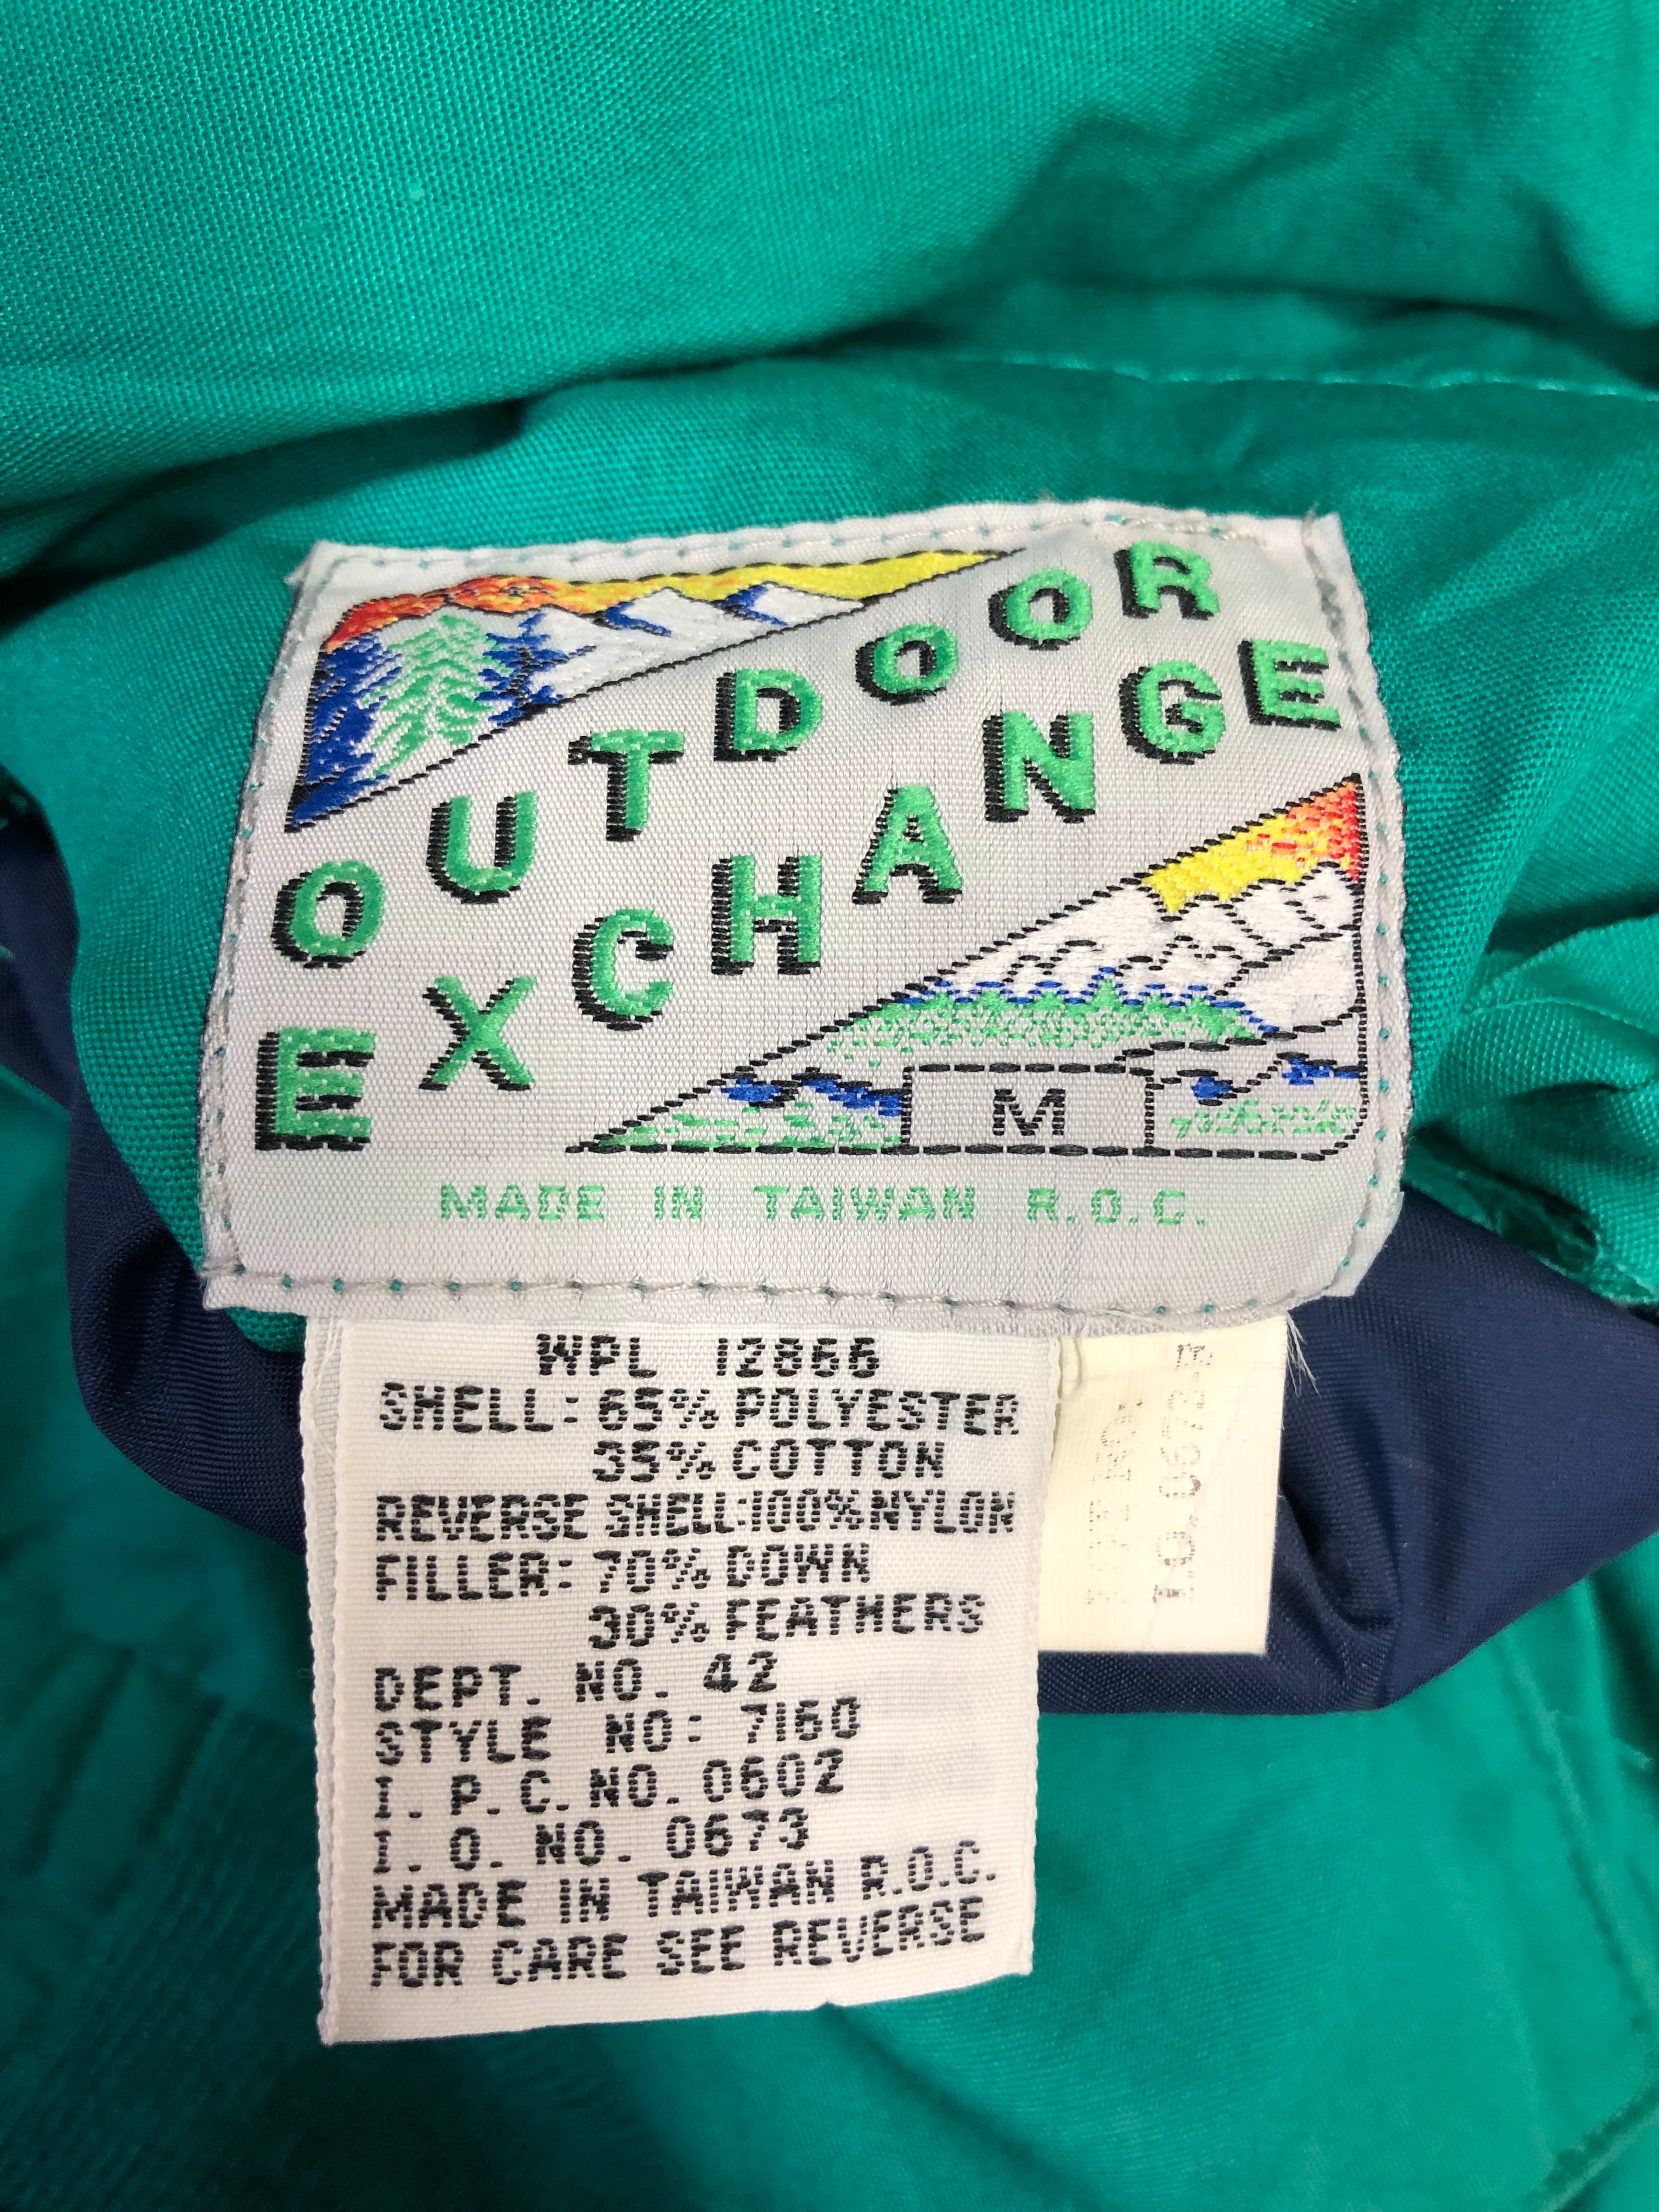 OUTDOOR
EXCHANGE
M
MADE IN TAIWAN R.O.C.
WPL 12866
SHELL: 65% POLYESTER
35% COTTON
REVERSE SHELL:100% NYLON
FILLER: 70% DOWN
30% FEATHERS
DEPT. NO. 42
STYLE NO: 7160
I. P. C. NO. 0602
I. O. NO. 0673
MADE IN TAIWAN R.O.C.
FOR CARE SEE REVERSE